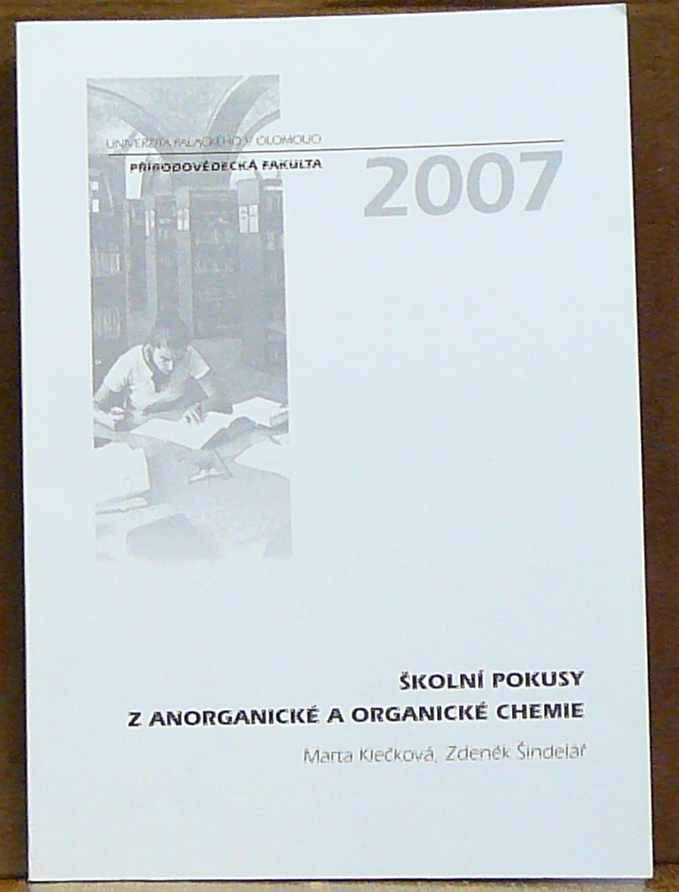 UNIVERZITA PALACKÉHO V OLOMOUCI
PŘÍRODOVĚDECKÁ FAKULTA
2007
ŠKOLNÍ POKUSY
Z ANORGANICKÉ A ORGANICKÉ CHEMIE
Marta Klečková, Zdeněk Šindelář